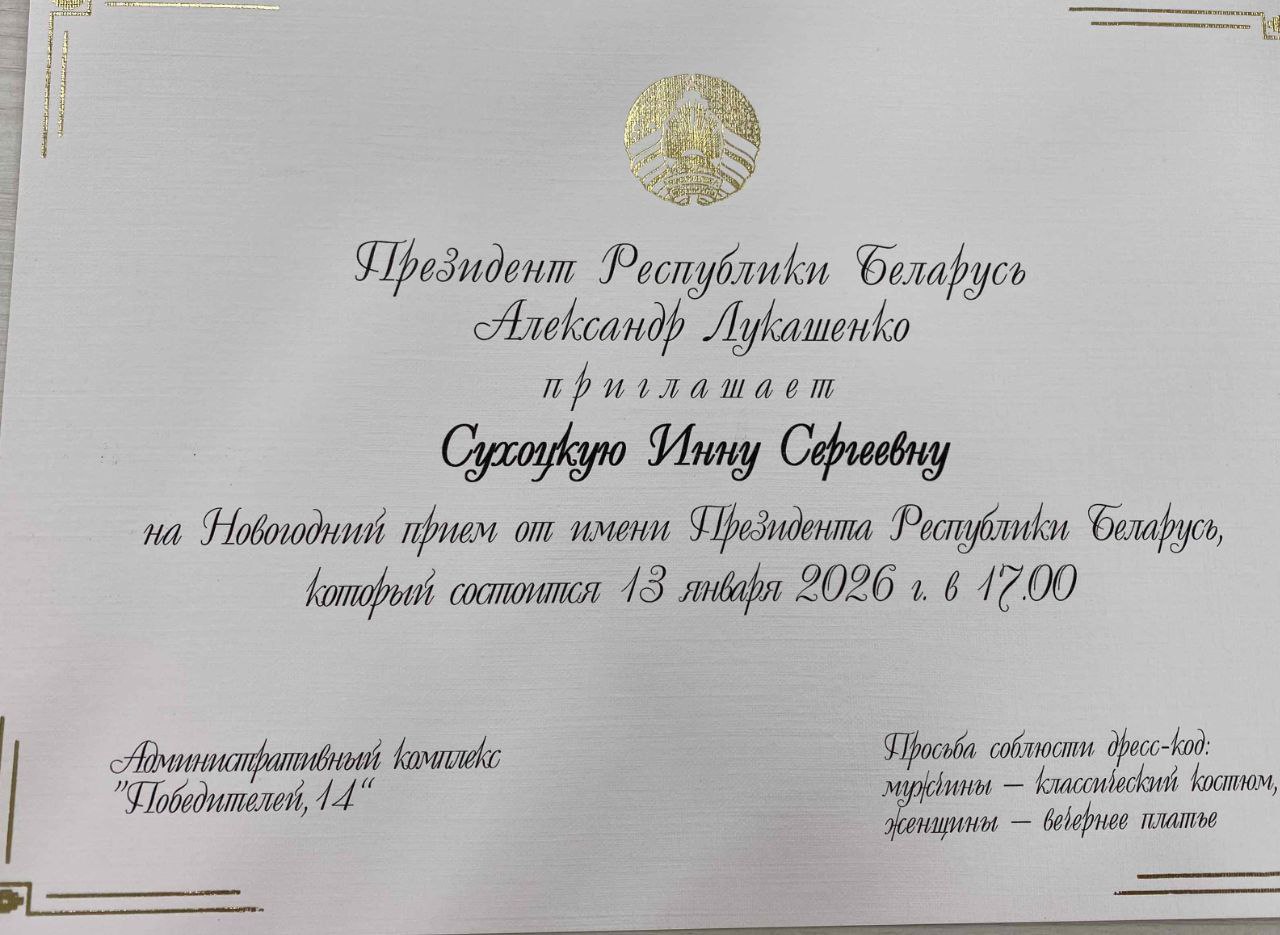 Президент Республики Беларусь
Александр Лукашенко
приглашает
Сухоцкую Инну Сергеевну
на Новогодний прием от имени Президента Республики Беларусь,
который состоится 13 января 2026 г. в 17.00
Административный комплекс
"Победителей, 14“
Просьба соблюсти дресс-код:
мужчины — классический костюм,
женщины — вечернее платье